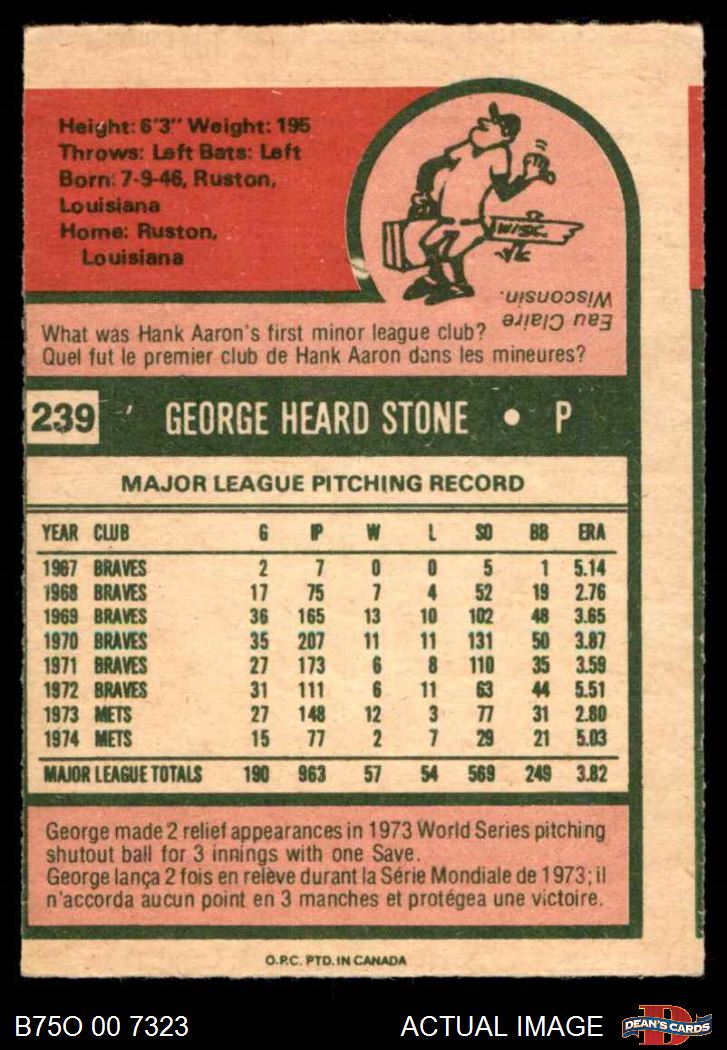 Height: 6'3" Weight: 195
Throws: Left Bats: Left
Born: 7-9-46, Ruston,
Louisiana
Home: Ruston,
Louisiana
WISC
Eau Claire
Wisconsin.
What was Hank Aaron's first minor league club?
Quel fut le premier club de Hank Aaron dans les mineures?
239 GEORGE HEARD STONE • P
MAJOR LEAGUE PITCHING RECORD
YEAR CLUB G IP W L SO BB ERA
1967 BRAVES 2 7 0 0 5 1 5.14
1968 BRAVES 17 75 7 4 52 19 2.76
1969 BRAVES 36 165 13 10 102 48 3.65
1970 BRAVES 35 207 11 11 131 50 3.87
1971 BRAVES 27 173 6 8 110 35 3.59
1972 BRAVES 31 111 6 11 63 44 5.51
1973 METS 27 148 12 3 77 31 2.80
1974 METS 15 77 2 7 29 21 5.03
MAJOR LEAGUE TOTALS 190 963 57 54 569 249 3.82
George made 2 relief appearances in 1973 World Series pitching
shutout ball for 3 innings with one Save.
George lança 2 fois en relève durant la Série Mondiale de 1973; il
n'accorda aucun point en 3 manches et protégea une victoire.
O.P.C. PTD. IN CANADA
B75O 00 7323 ACTUAL IMAGE
D
DEAN'S CARDS